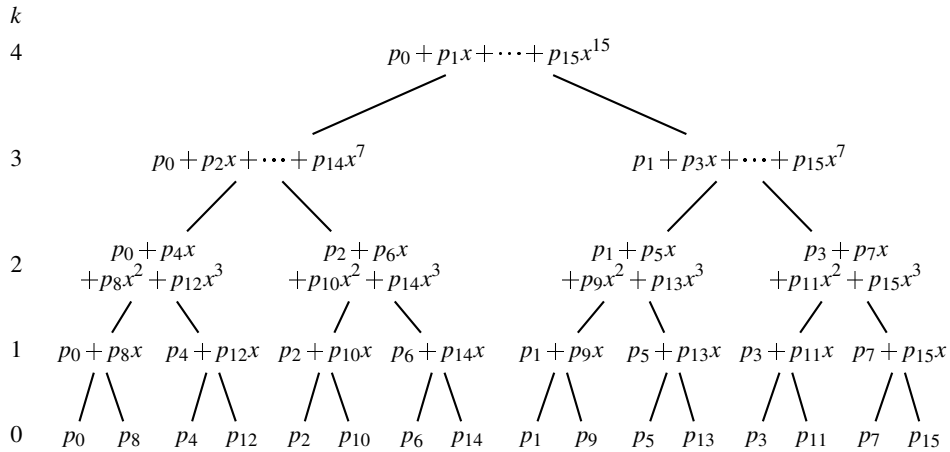 k
4 p₀ + p₁x + ⋯ + p₁₅x¹⁵
3 p₀ + p₂x + ⋯ + p₁₄x⁷ p₁ + p₃x + ⋯ + p₁₅x⁷
p₀ + p₄x p₂ + p₆x p₁ + p₅x p₃ + p₇x
2 +p₈x² + p₁₂x³ +p₁₀x² + p₁₄x³ +p₉x² + p₁₃x³ +p₁₁x² + p₁₅x³
1 p₀ + p₈x p₄ + p₁₂x p₂ + p₁₀x p₆ + p₁₄x p₁ + p₉x p₅ + p₁₃x p₃ + p₁₁x p₇ + p₁₅x
0 p₀ p₈ p₄ p₁₂ p₂ p₁₀ p₆ p₁₄ p₁ p₉ p₅ p₁₃ p₃ p₁₁ p₇ p₁₅